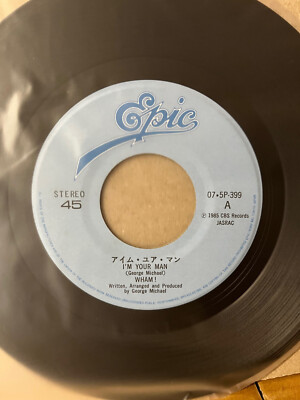 Epic
STEREO
45
07・5P-399
A
Ⓟ 1985 CBS Records
JASRAC
アイム・ユア・マン
I'M YOUR MAN
(George Michael)
WHAM!
Written, Arranged and Produced
by George Michael